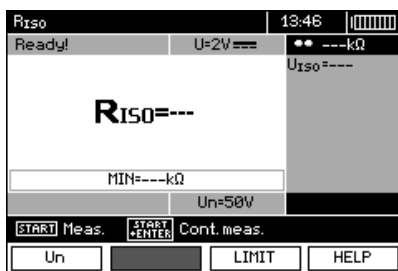 RISO 13:46
Ready! U=2V ---kΩ
UISO=---
RISO=---
MIN=---kΩ
Un=50V
START Meas. START +ENTER Cont. meas.
Un LIMIT HELP